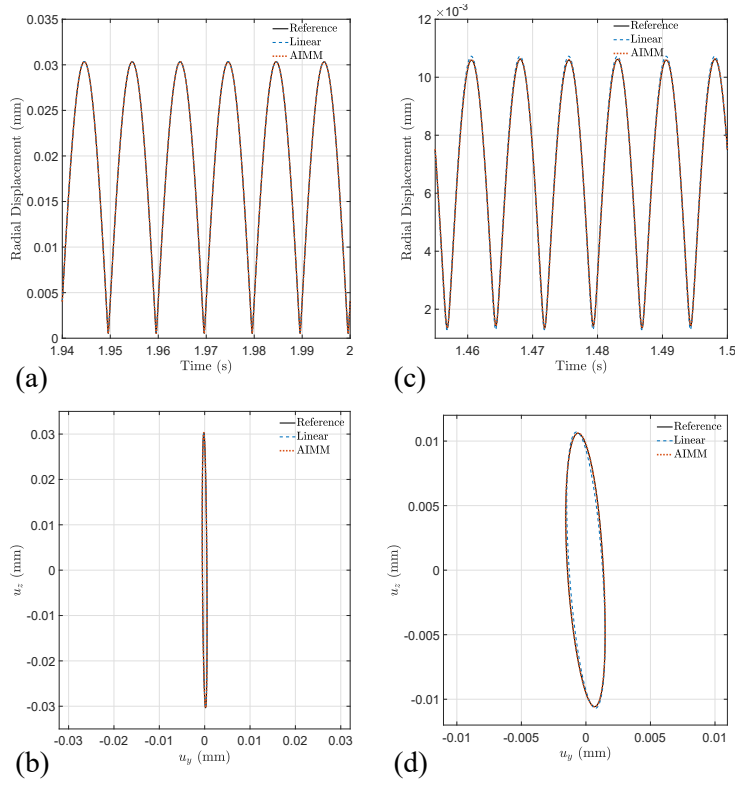 0.035
0.03
0.025
0.02
0.015
0.01
0.005
0
Radial Displacement (mm)
Reference
Linear
AIMM
1.94 1.95 1.96 1.97 1.98 1.99 2
Time (s)
(a)
×10⁻³
12
10
8
6
4
2
Radial Displacement (mm)
Reference
Linear
AIMM
1.46 1.47 1.48 1.49 1.5
Time (s)
(c)
0.03
0.02
0.01
0
-0.01
-0.02
-0.03
u_z (mm)
Reference
Linear
AIMM
-0.03 -0.02 -0.01 0 0.01 0.02 0.03
u_y (mm)
(b)
0.01
0.005
0
-0.005
-0.01
u_z (mm)
Reference
Linear
AIMM
-0.01 -0.005 0 0.005 0.01
u_y (mm)
(d)